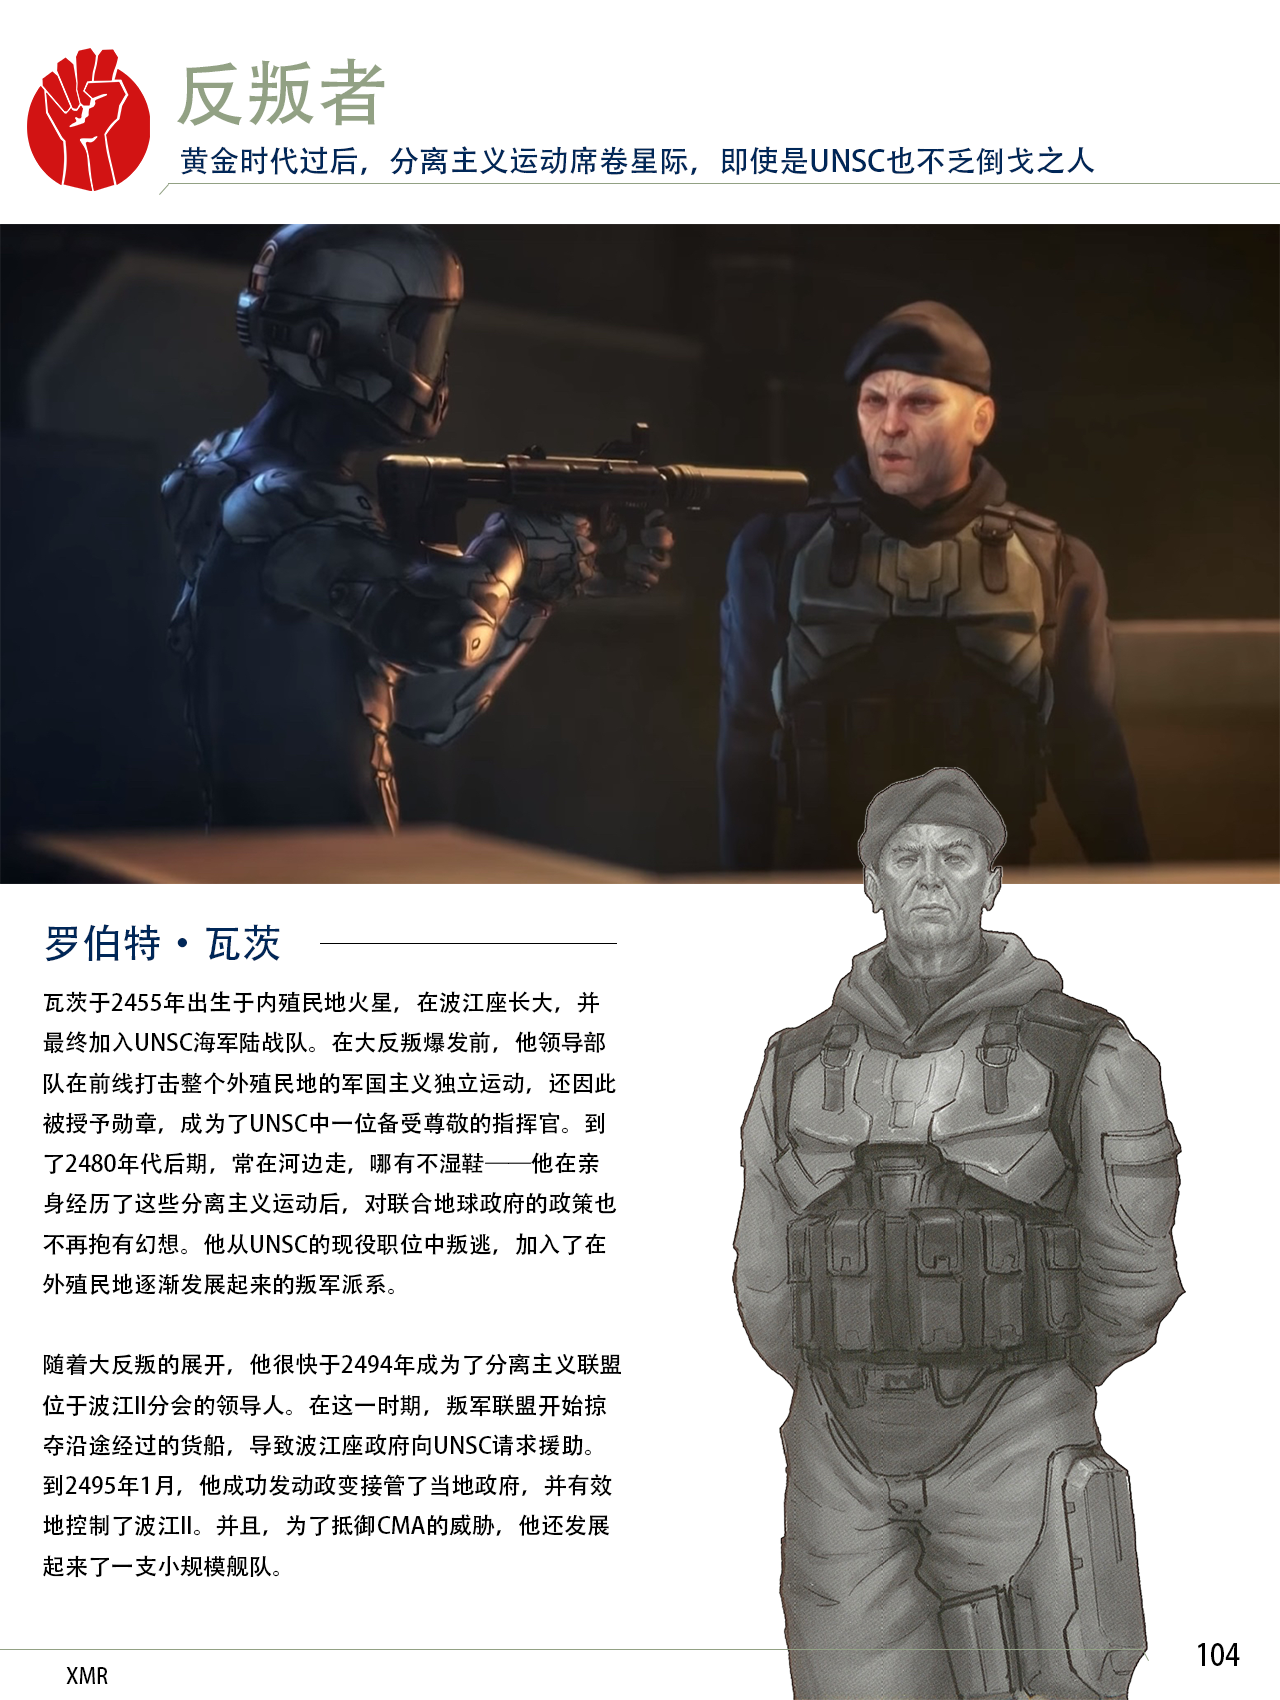 反叛者
黄金时代过后，分离主义运动席卷星际，即使是UNSC也不乏倒戈之人
罗伯特·瓦茨
瓦茨于2455年出生于内殖民地火星，在波江座长大，并
最终加入UNSC海军陆战队。在大反叛爆发前，他领导部
队在前线打击整个外殖民地的军国主义独立运动，还因此
被授予勋章，成为了UNSC中一位备受尊敬的指挥官。到
了2480年代后期，常在河边走，哪有不湿鞋——他在亲
身经历了这些分离主义运动后，对联合地球政府的政策也
不再抱有幻想。他从UNSC的现役职位中叛逃，加入了在
外殖民地逐渐发展起来的叛军派系。
随着大反叛的展开，他很快于2494年成为了分离主义联盟
位于波江II分会的领导人。在这一时期，叛军联盟开始掠
夺沿途经过的货船，导致波江座政府向UNSC请求援助。
到2495年1月，他成功发动政变接管了当地政府，并有效
地控制了波江II。并且，为了抵御CMA的威胁，他还发展
起来了一支小规模舰队。
104
XMR